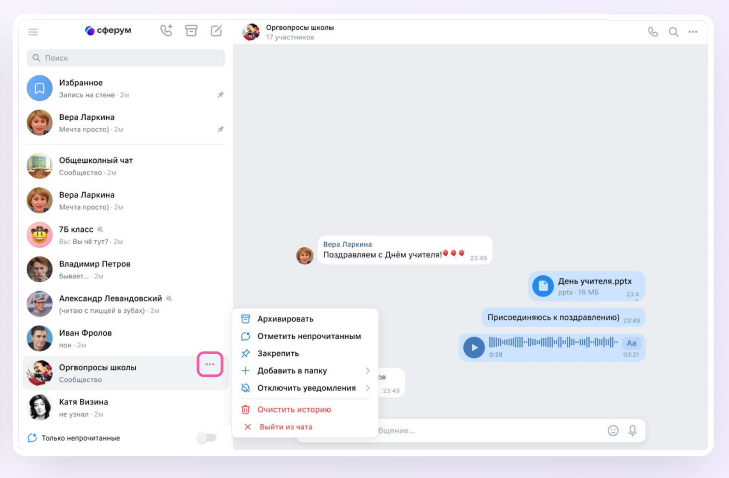 сферум
Поиск
Избранное
Запись на стене · 2м
Вера Ларкина
Мечта просто) · 2м
Общешкольный чат
Сообщество · 2м
Вера Ларкина
Мечта просто) · 2м
7Б класс
Вы: Вы чё тут? · 2м
Владимир Петров
бывает... · 2м
Александр Левандовский
(читаю с пиццей в зубах) · 2м
Иван Фролов
пон · 2м
Оргвопросы школы
Сообщество
Катя Визина
не узнал · 2м
Только непрочитанные
Оргвопросы школы
17 участников
Вера Ларкина
Поздравляем с Днём учителя!
23:49
День учителя.pptx
pptx · 19 МБ
23:4
Присоединяюсь к поздравлению) 23:49
Aa
0:28
03:21
23:49
бщение...
Архивировать
Отметить непрочитанным
Закрепить
Добавить в папку
Отключить уведомления
Очистить историю
Выйти из чата